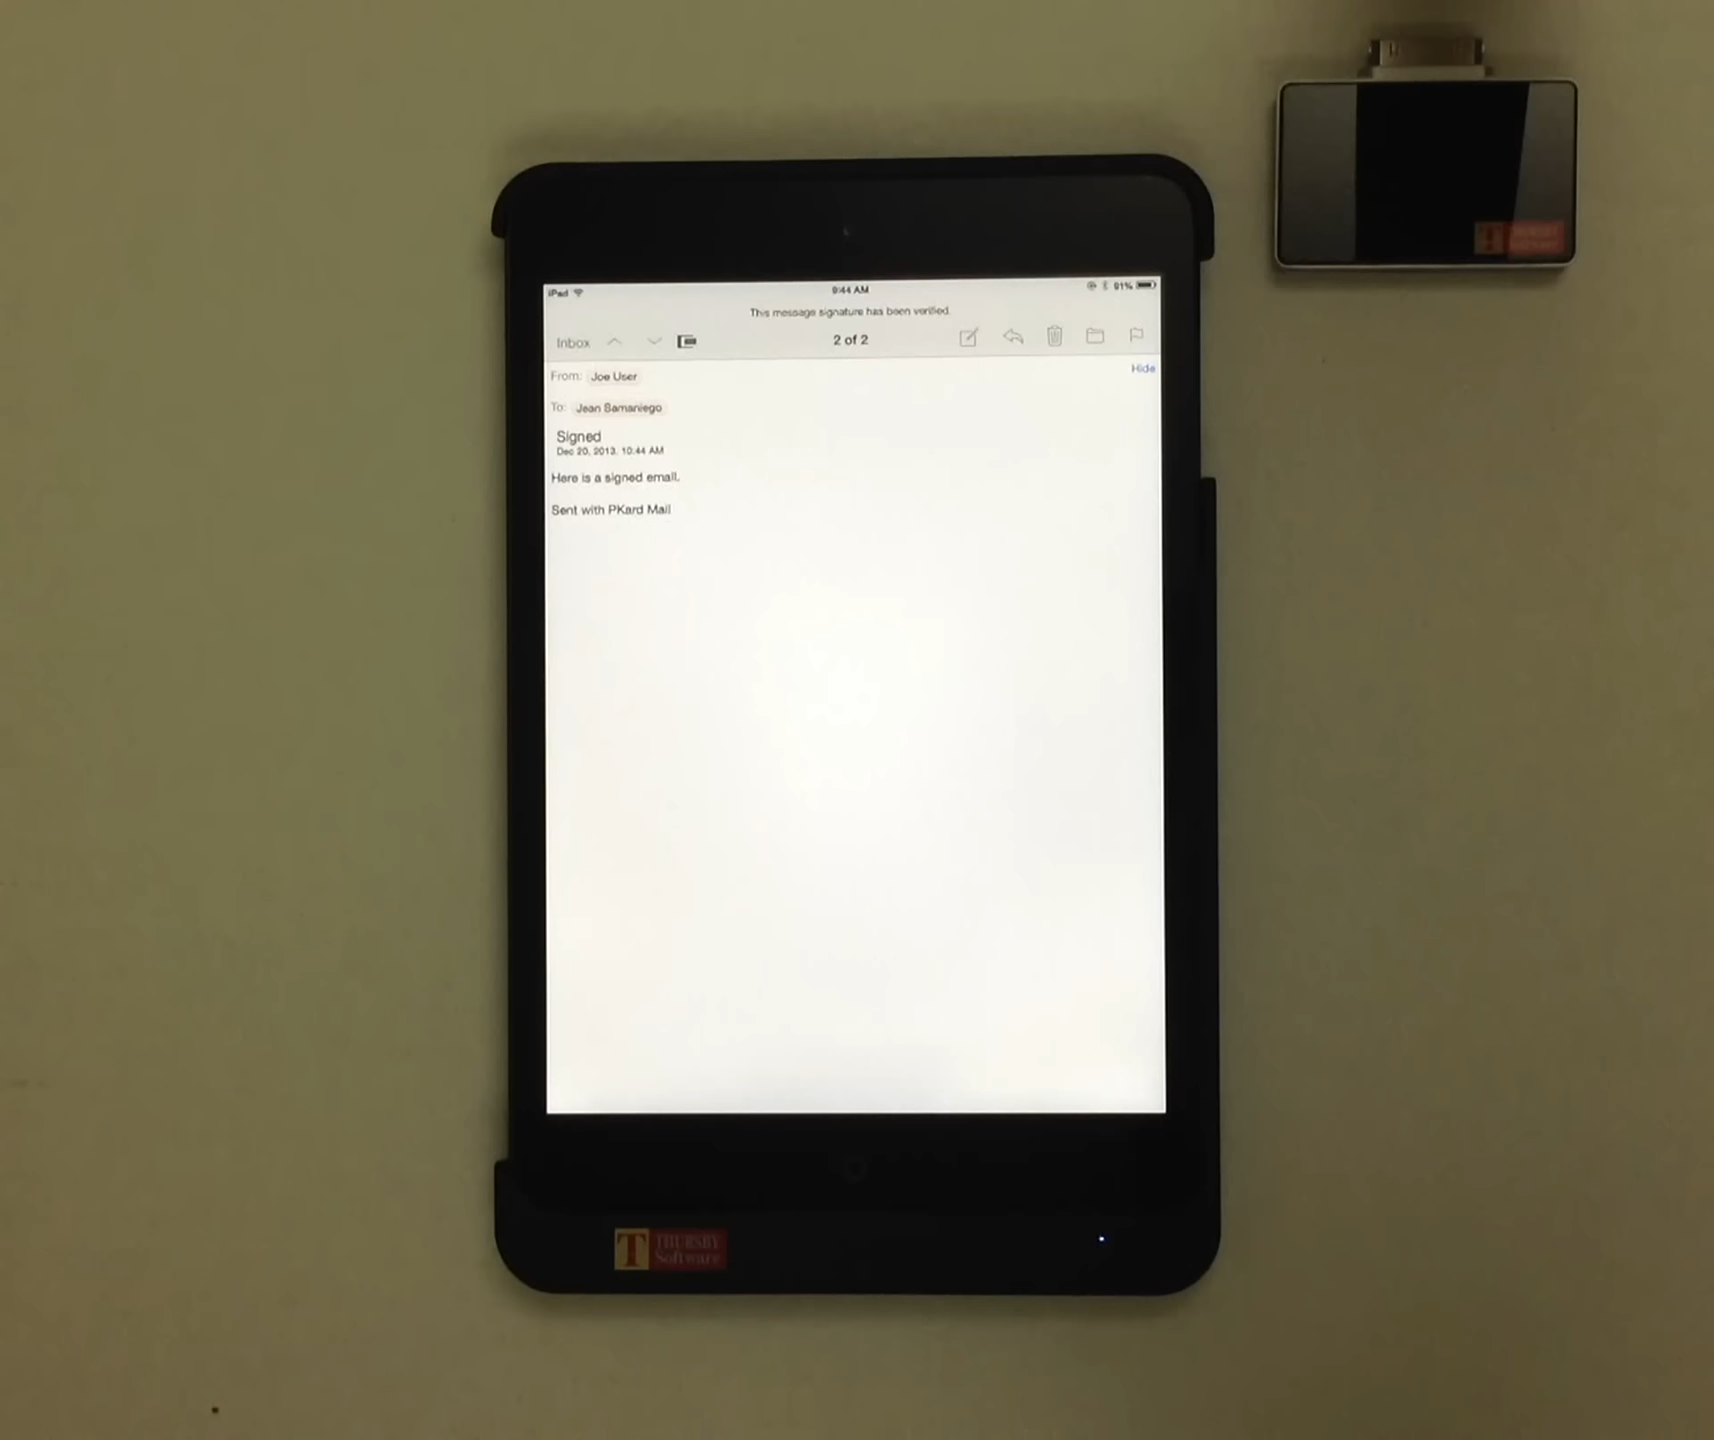 iPad 9:44 AM 91%
This message signature has been verified.
Inbox 2 of 2
From: Joe User Hide
To: Jean Samaniego
Signed
Dec 20, 2013, 10:44 AM
Here is a signed email.
Sent with PKard Mail
T THURSBY
Software
T THURSBY
Software